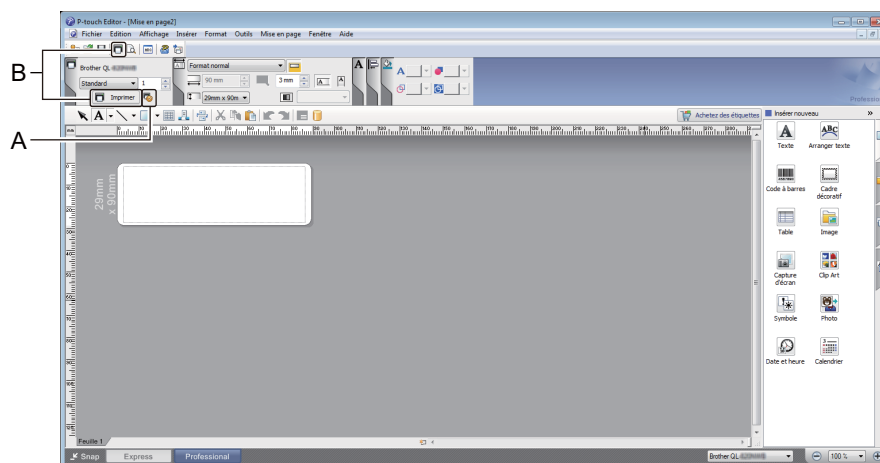 P-touch Editor - [Mise en page2]
Fichier Edition Affichage Insérer Format Outils Mise en page Fenêtre Aide
B
Brother QL
Format normal
Standard 1
90 mm 3 mm
Imprimer
29mm x 90m
A
Achetez des étiquettes
Insérer nouveau
Texte
Arranger texte
Code à barres
Cadre décoratif
Table
Image
Capture d'écran
Clip Art
Symbole
Photo
Date et heure
Calendrier
29mm
x 90mm
Feuille 1
Snap Express Professional
Brother QL
100 %